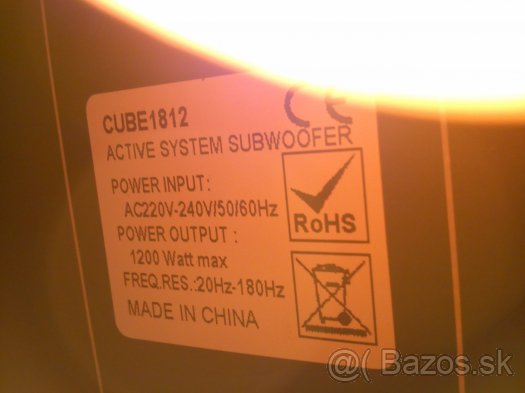 CE
CUBE1812
ACTIVE SYSTEM SUBWOOFER
POWER INPUT:
AC220V-240V/50/60Hz
POWER OUTPUT :
1200 Watt max
FREQ.RES.:20Hz-180Hz
MADE IN CHINA
RoHS
@( Bazos.sk